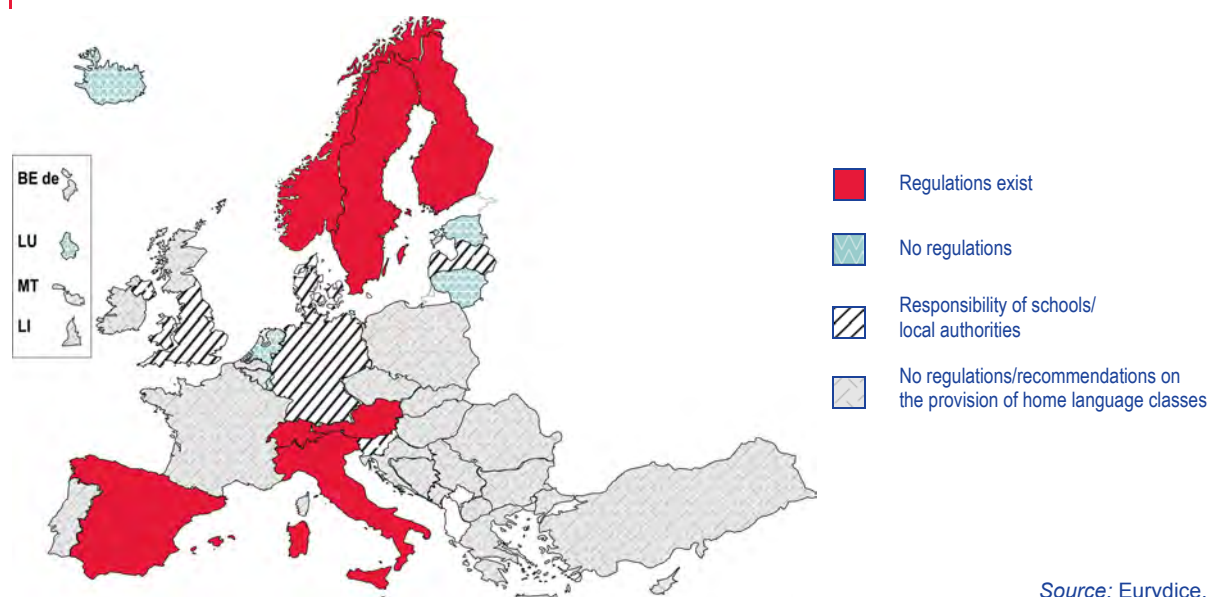 BE de
LU
MT
LI
Regulations exist
No regulations
Responsibility of schools/
local authorities
No regulations/recommendations on
the provision of home language classes
Source: Eurydice.